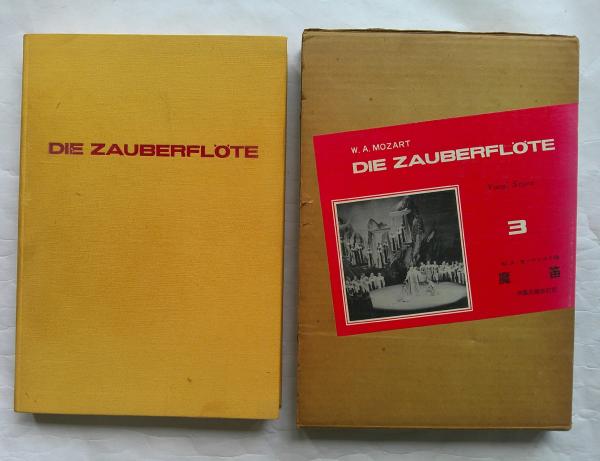 DIE ZAUBERFLÖTE
W. A. MOZART
DIE ZAUBERFLÖTE
Vocal Score
3
魔笛